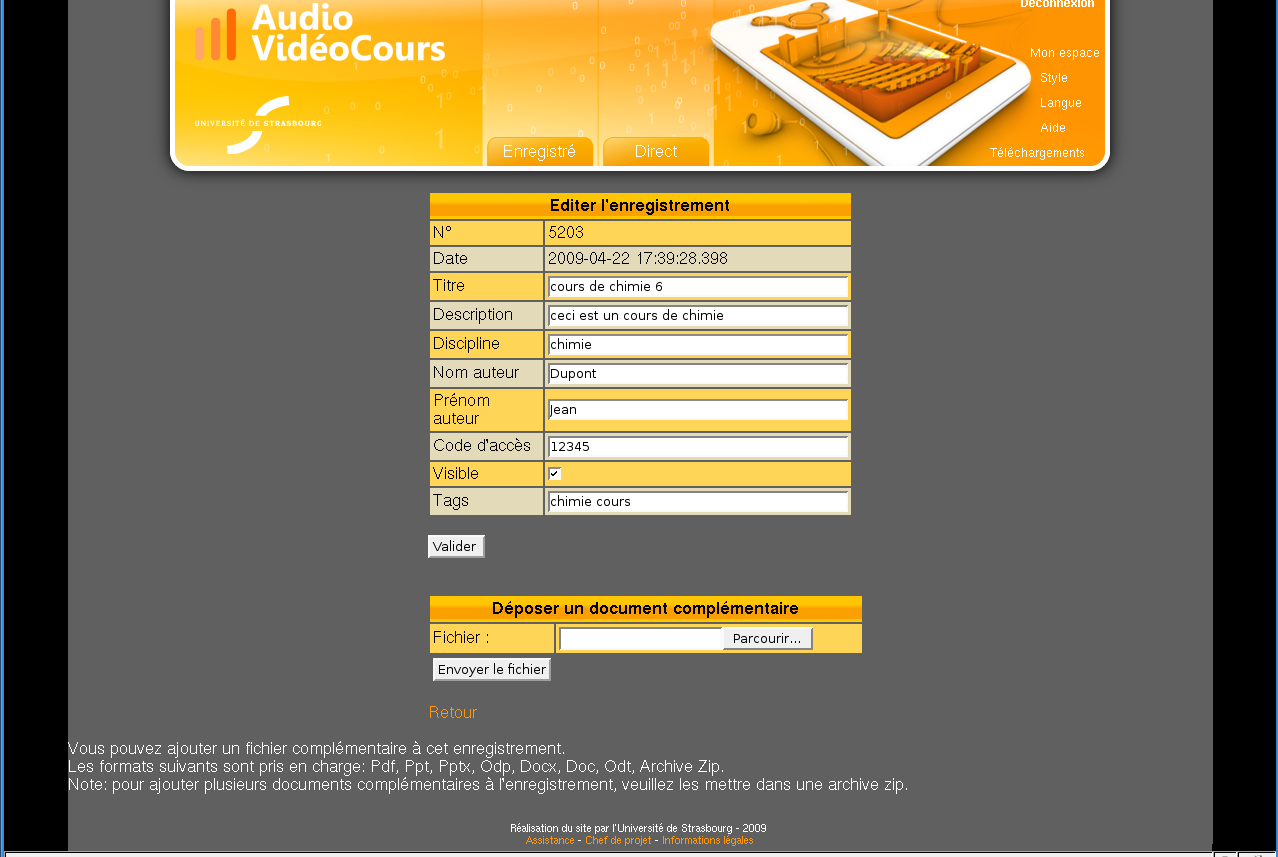 Déconnexion
Audio
VidéoCours
Mon espace
Style
Langue
UNIVERSITÉ DE STRASBOURG
Aide
Enregistré
Direct
Téléchargements
Editer l'enregistrement
N° 5203
Date 2009-04-22 17:39:28.398
Titre cours de chimie 6
Description ceci est un cours de chimie
Discipline chimie
Nom auteur Dupont
Prénom
auteur Jean
Code d'accès 12345
Visible
Tags chimie cours
Valider
Déposer un document complémentaire
Fichier : Parcourir...
Envoyer le fichier
Retour
Vous pouvez ajouter un fichier complémentaire à cet enregistrement.
Les formats suivants sont pris en charge: Pdf, Ppt, Pptx, Odp, Docx, Doc, Odt, Archive Zip.
Note: pour ajouter plusieurs documents complémentaires à l'enregistrement, veuillez les mettre dans une archive zip.
Réalisation du site par l'Université de Strasbourg - 2009
Assistance - Chef de projet - Informations légales